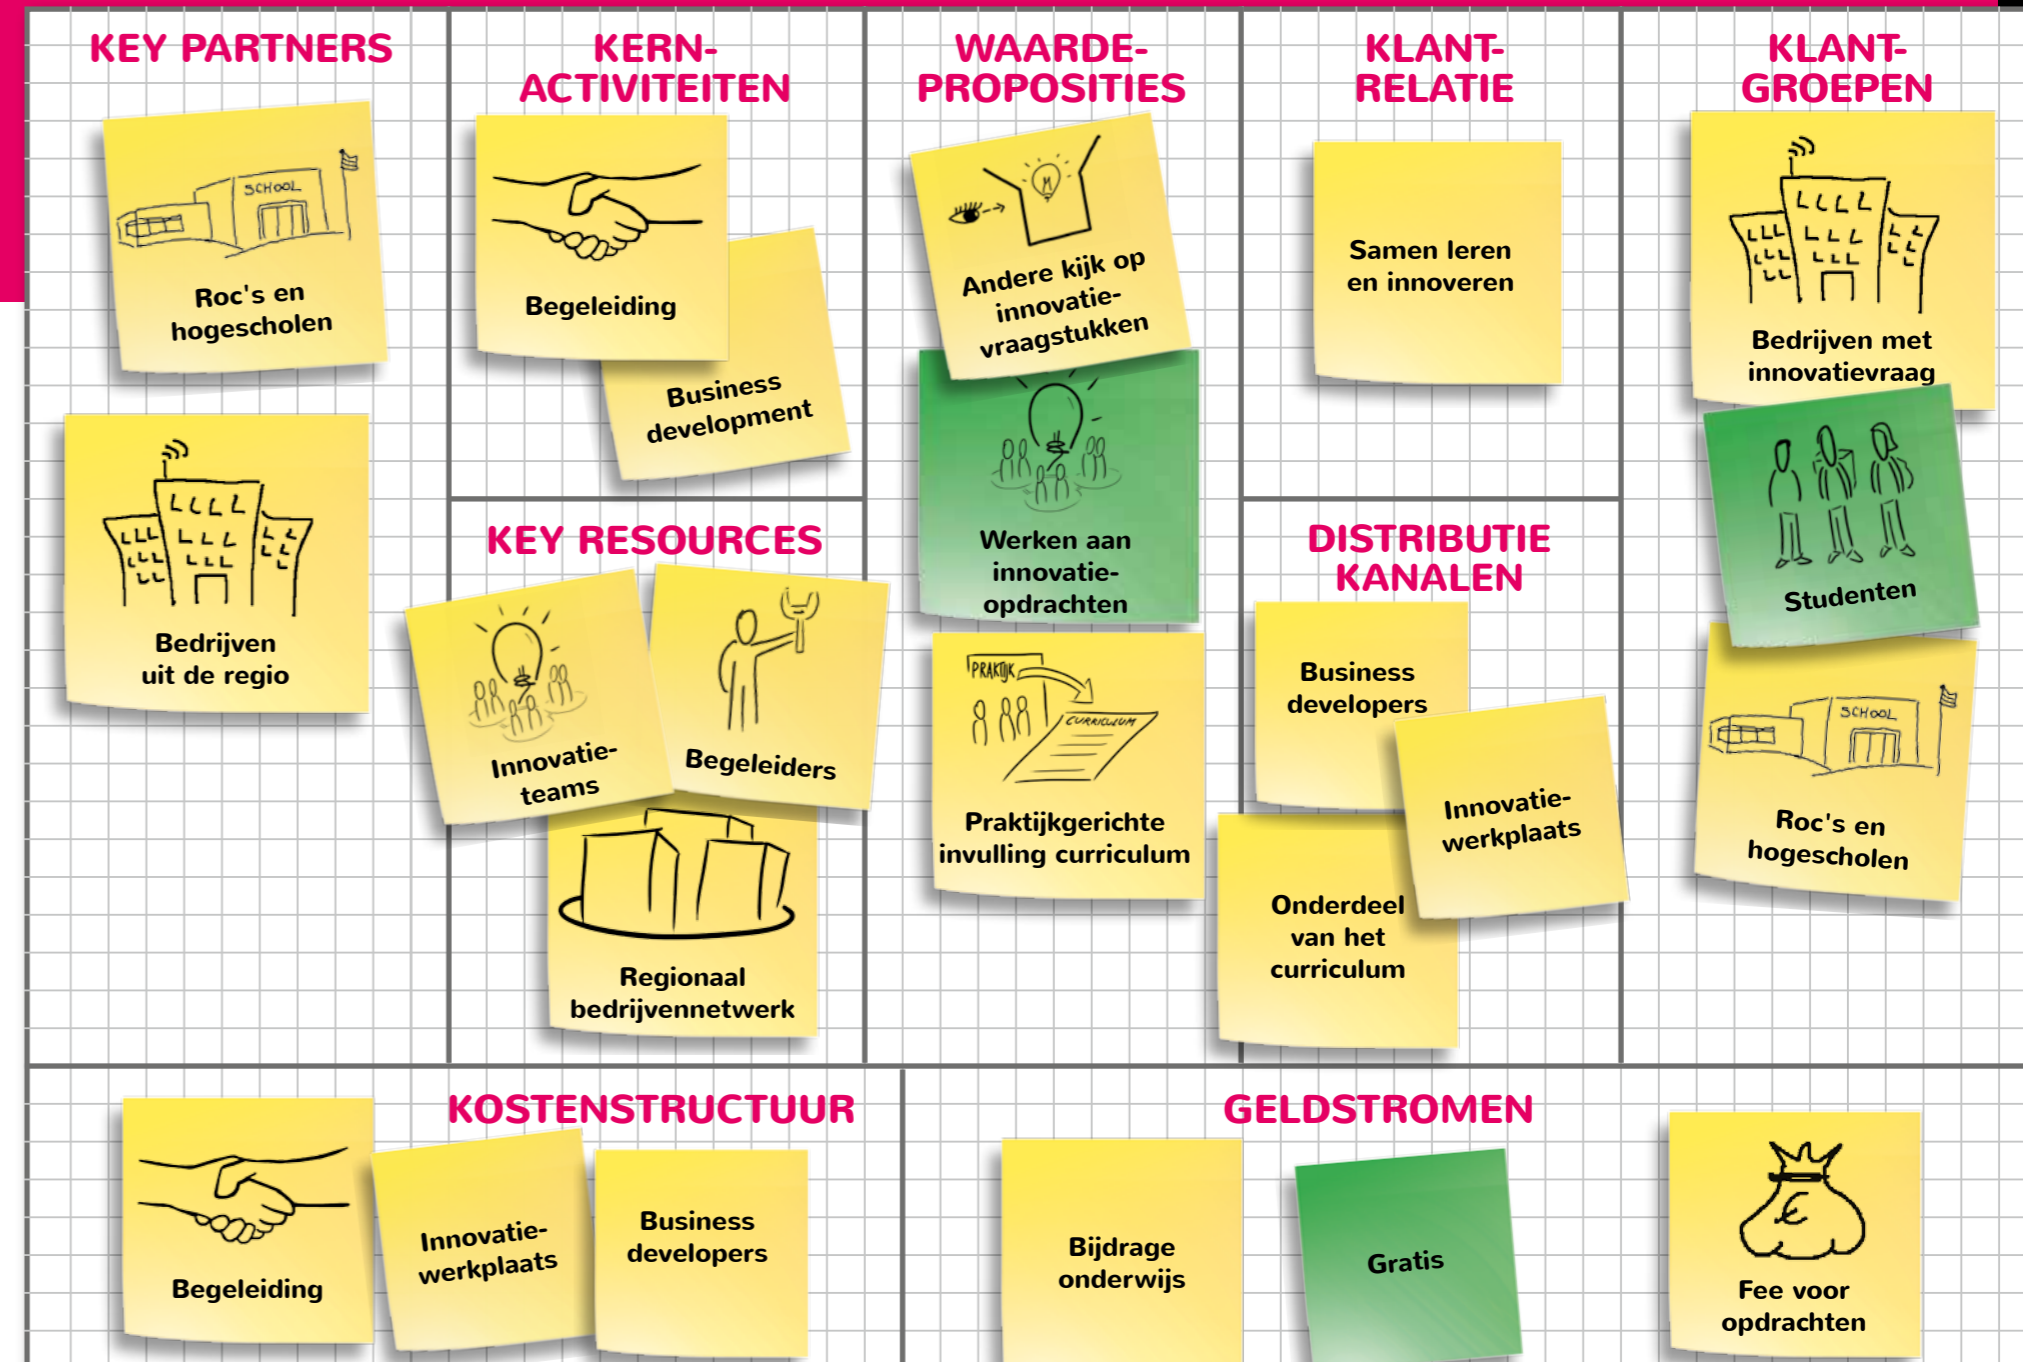 KEY PARTNERS
SCHOOL
Roc's en
hogescholen
Bedrijven
uit de regio
KERN-
ACTIVITEITEN
Begeleiding
Business
development
KEY RESOURCES
Innovatie-
teams
Begeleiders
Regionaal
bedrijvennetwerk
WAARDE-
PROPOSITIES
Andere kijk op
innovatie-
vraagstukken
Werken aan
innovatie-
opdrachten
PRAKTIJK
CURRICULUM
Praktijkgerichte
invulling curriculum
KLANT-
RELATIE
Samen leren
en innoveren
DISTRIBUTIE
KANALEN
Business
developers
Innovatie-
werkplaats
Onderdeel
van het
curriculum
KLANT-
GROEPEN
Bedrijven met
innovatievraag
Studenten
SCHOOL
Roc's en
hogescholen
KOSTENSTRUCTUUR
Begeleiding
Innovatie-
werkplaats
Business
developers
GELDSTROMEN
Bijdrage
onderwijs
Gratis
€
Fee voor
opdrachten